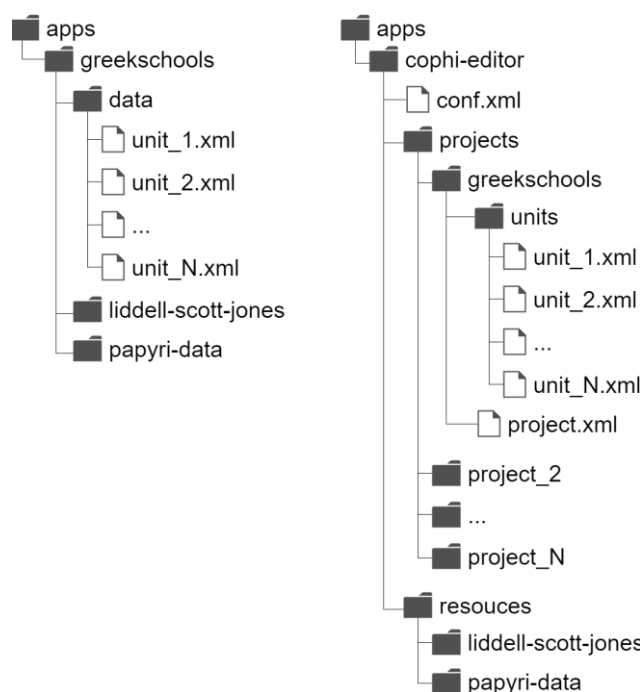 apps
greekschools
data
unit_1.xml
unit_2.xml
...
unit_N.xml
liddell-scott-jones
papyri-data
apps
cophi-editor
conf.xml
projects
greekschools
units
unit_1.xml
unit_2.xml
...
unit_N.xml
project.xml
project_2
...
project_N
resouces
liddell-scott-jones
papyri-data